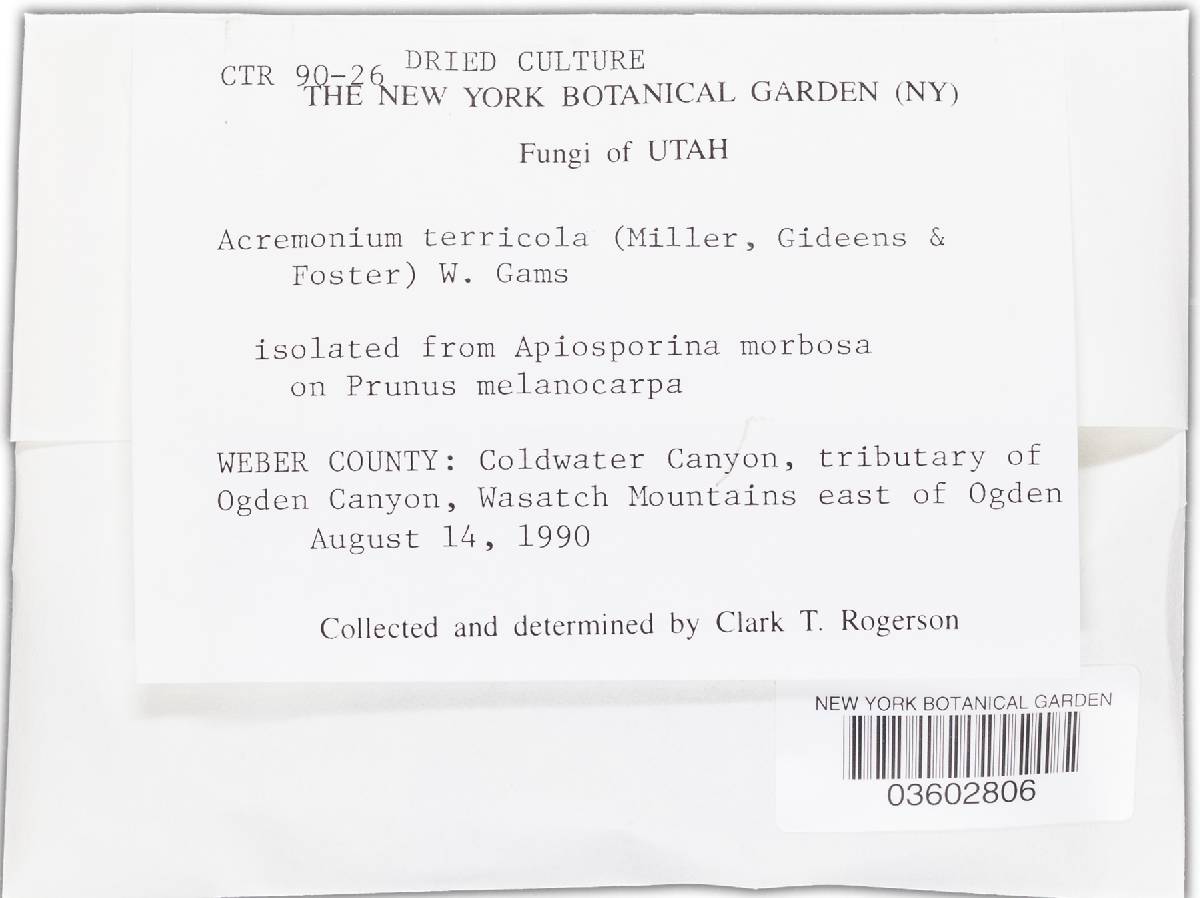 DRIED CULTURE
CTR 90-26
THE NEW YORK BOTANICAL GARDEN (NY)
Fungi of UTAH
Acremonium terricola (Miller, Gideens &
Foster) W. Gams
isolated from Apiosporina morbosa
on Prunus melanocarpa
WEBER COUNTY: Coldwater Canyon, tributary of
Ogden Canyon, Wasatch Mountains east of Ogden
August 14, 1990
Collected and determined by Clark T. Rogerson
NEW YORK BOTANICAL GARDEN
03602806